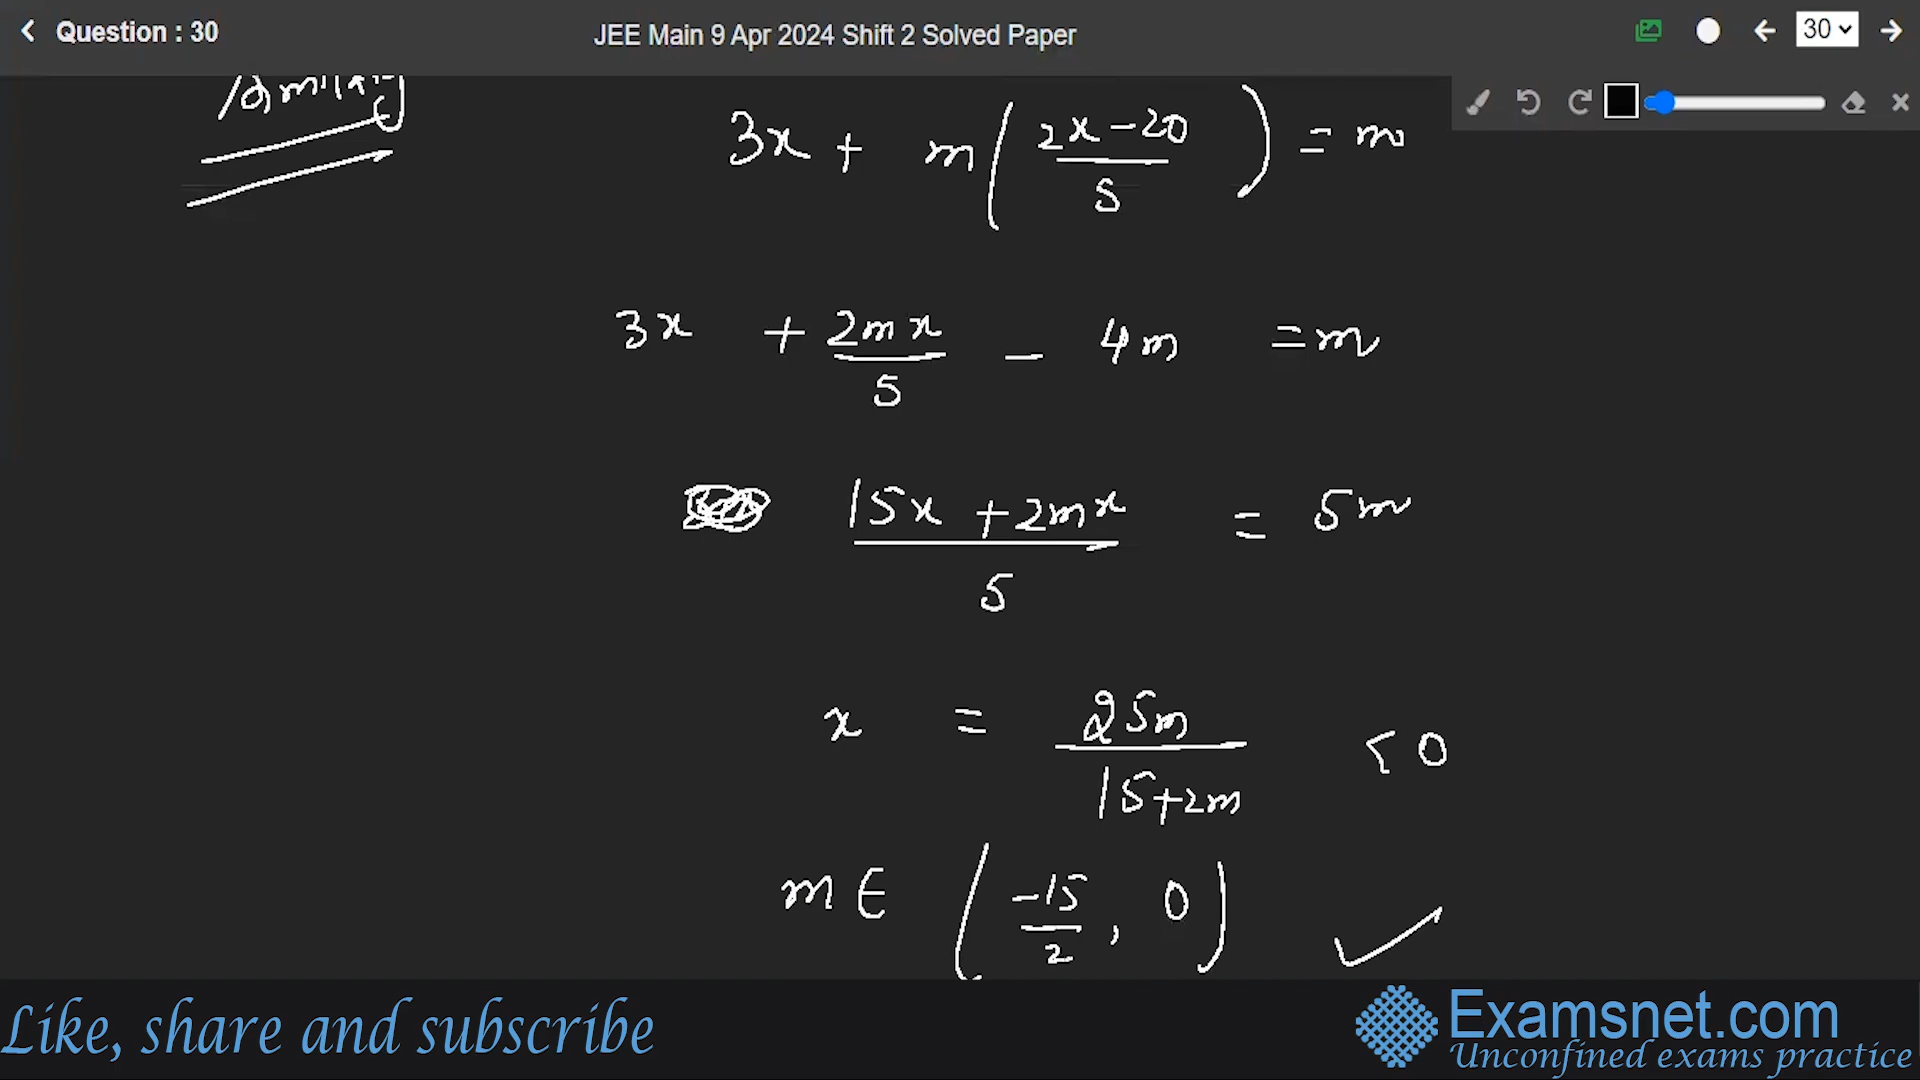 Question : 30
JEE Main 9 Apr 2024 Shift 2 Solved Paper
30
3x + m(2x-20/5) = m
3x + 2mx/5 - 4m = m
15x + 2mx/5 = 5m
x = 25m/15+2m < 0
m ∈ (-15/2, 0)
Like, share and subscribe
Examsnet.com
Unconfined exams practice